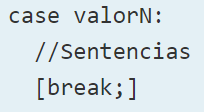 case valorN:
//Sentencias
[break;]